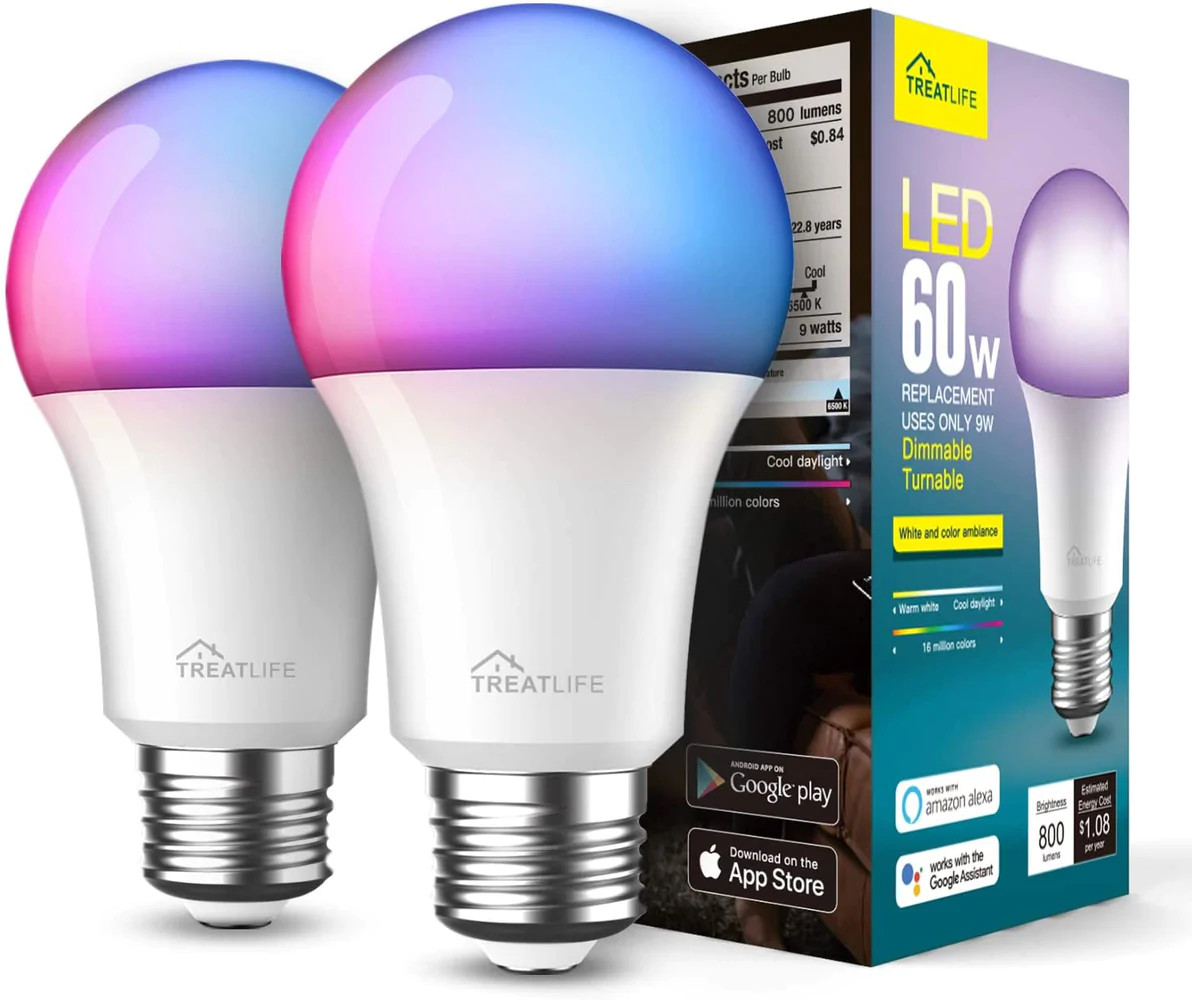 TREATLIFE
TREATLIFE
cts Per Bulb
800 lumens
ost $0.84
22.8 years
Cool
6500 K
9 watts
ture
6500 K
Cool daylight
million colors
ANDROID APP ON
Google play
Download on the
App Store
TREATLIFE
LED
60W
REPLACEMENT
USES ONLY 9W
Dimmable
Turnable
White and color ambiance
Warm white Cool daylight
16 million colors
TREATLIFE
WORKS WITH
amazon alexa
works with the
Google Assistant
Brightness
800
lumens
Estimated
Energy Cost
$1.08
per year